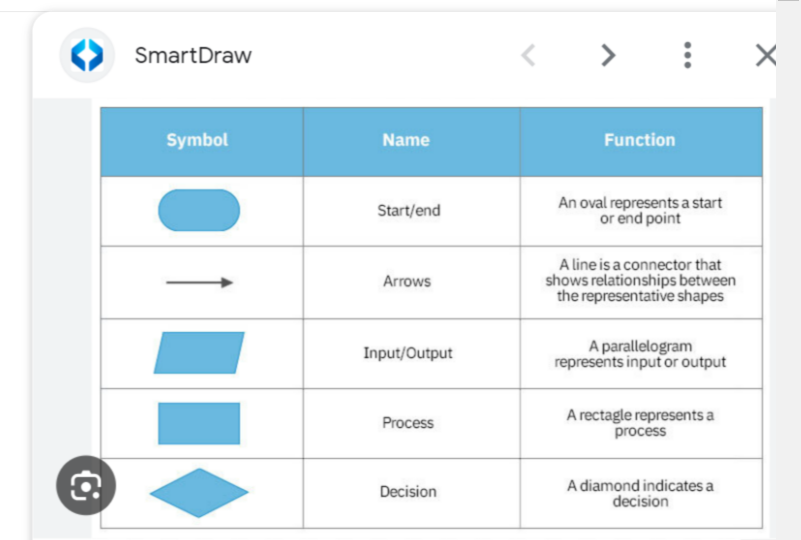 SmartDraw
Symbol Name Function
Start/end An oval represents a start
or end point
Arrows A line is a connector that
shows relationships between
the representative shapes
Input/Output A parallelogram
represents input or output
Process A rectagle represents a
process
Decision A diamond indicates a
decision